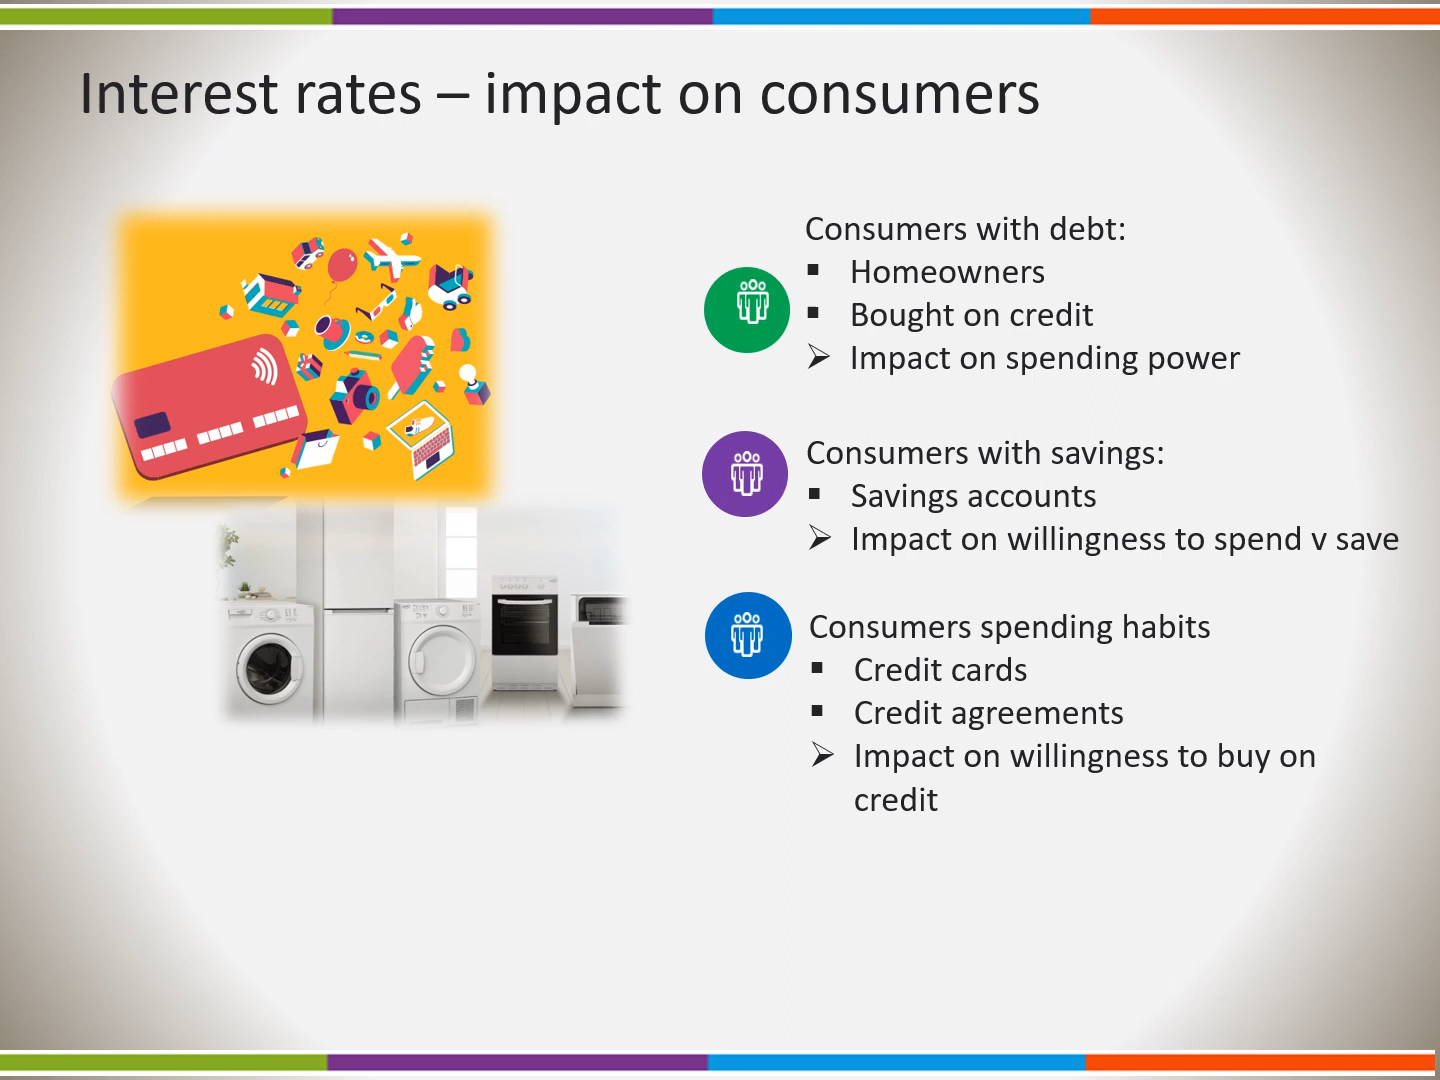 Interest rates – impact on consumers
Consumers with debt:
▪ Homeowners
▪ Bought on credit
➢ Impact on spending power
Consumers with savings:
▪ Savings accounts
➢ Impact on willingness to spend v save
Consumers spending habits
▪ Credit cards
▪ Credit agreements
➢ Impact on willingness to buy on
credit